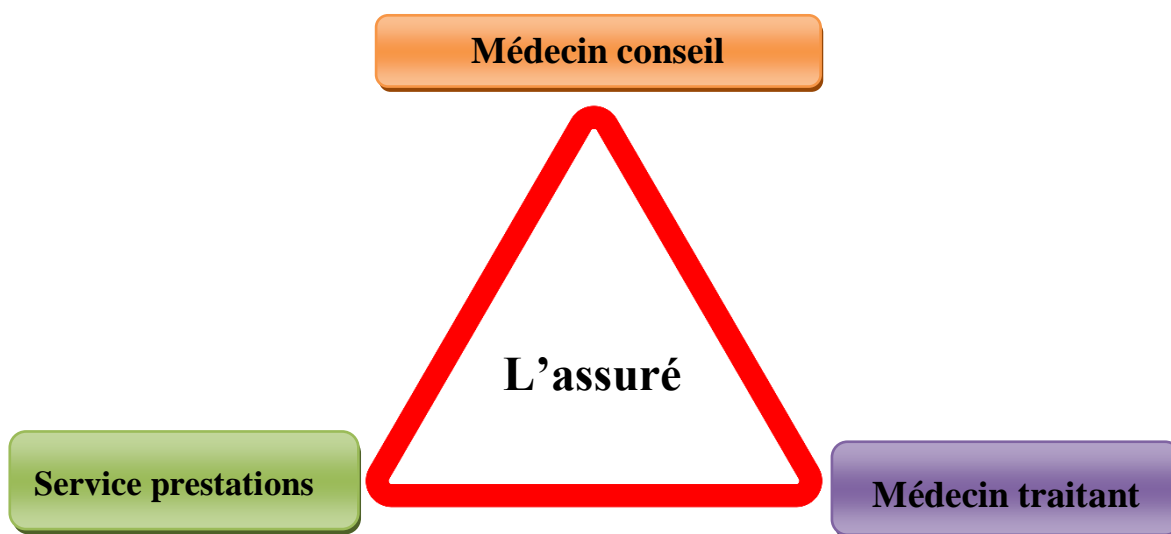 Médecin conseil
L’assuré
Service prestations
Médecin traitant